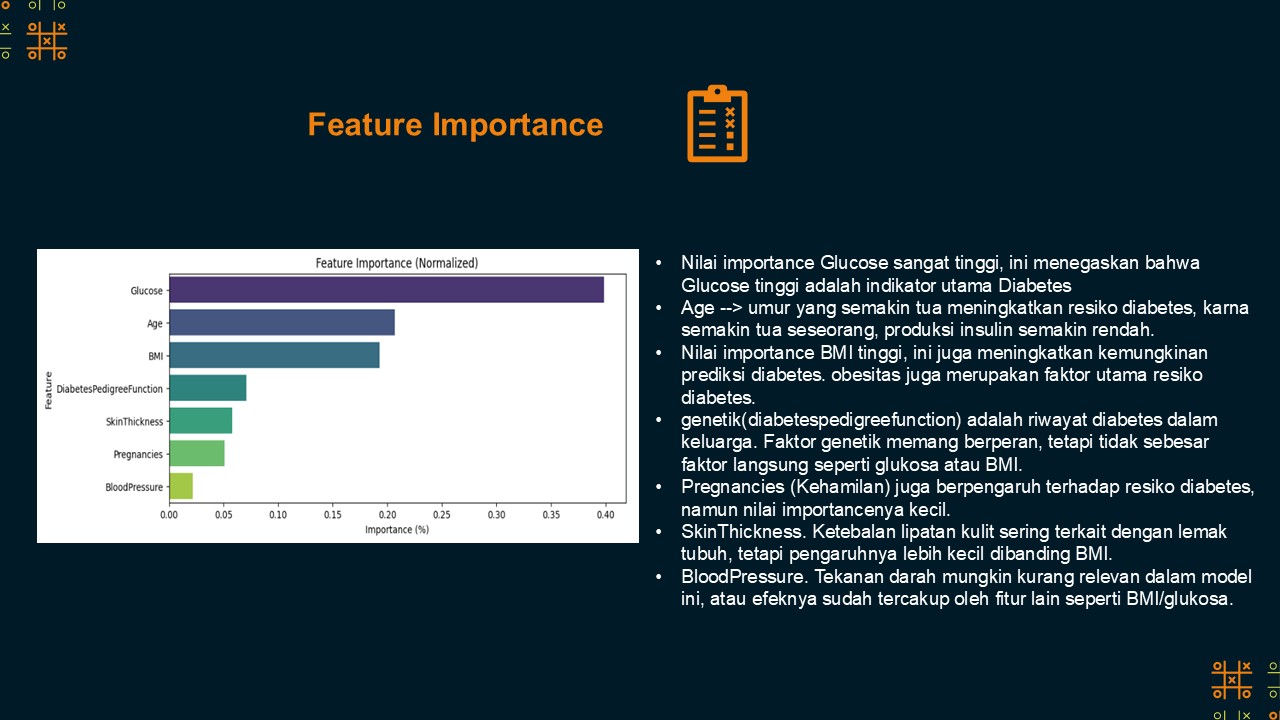 Feature Importance
Feature Importance (Normalized)
Feature
Glucose
Age
BMI
DiabetesPedigreeFunction
SkinThickness
Pregnancies
BloodPressure
0.00 0.05 0.10 0.15 0.20 0.25 0.30 0.35 0.40
Importance (%)
• Nilai importance Glucose sangat tinggi, ini menegaskan bahwa
Glucose tinggi adalah indikator utama Diabetes
• Age --> umur yang semakin tua meningkatkan resiko diabetes, karna
semakin tua seseorang, produksi insulin semakin rendah.
• Nilai importance BMI tinggi, ini juga meningkatkan kemungkinan
prediksi diabetes. obesitas juga merupakan faktor utama resiko
diabetes.
• genetik(diabetespedigreefunction) adalah riwayat diabetes dalam
keluarga. Faktor genetik memang berperan, tetapi tidak sebesar
faktor langsung seperti glukosa atau BMI.
• Pregnancies (Kehamilan) juga berpengaruh terhadap resiko diabetes,
namun nilai importancenya kecil.
• SkinThickness. Ketebalan lipatan kulit sering terkait dengan lemak
tubuh, tetapi pengaruhnya lebih kecil dibanding BMI.
• BloodPressure. Tekanan darah mungkin kurang relevan dalam model
ini, atau efeknya sudah tercakup oleh fitur lain seperti BMI/glukosa.